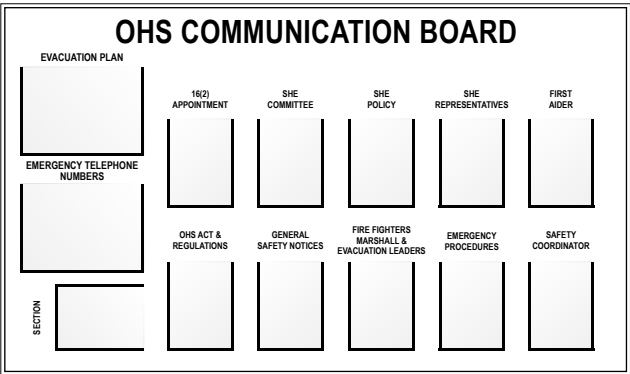 OHS COMMUNICATION BOARD
EVACUATION PLAN
EMERGENCY TELEPHONE
NUMBERS
SECTION
16(2)
APPOINTMENT
SHE
COMMITTEE
SHE
POLICY
SHE
REPRESENTATIVES
FIRST
AIDER
OHS ACT &
REGULATIONS
GENERAL
SAFETY NOTICES
FIRE FIGHTERS
MARSHALL &
EVACUATION LEADERS
EMERGENCY
PROCEDURES
SAFETY
COORDINATOR